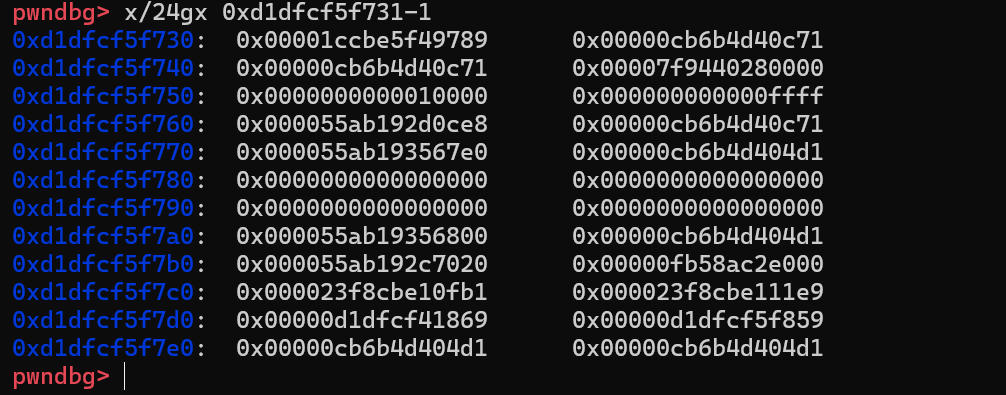 pwndbg> x/24gx 0xd1dfcf5f731-1
0xd1dfcf5f730: 0x00001ccbe5f49789 0x00000cb6b4d40c71
0xd1dfcf5f740: 0x00000cb6b4d40c71 0x00007f9440280000
0xd1dfcf5f750: 0x0000000000010000 0x000000000000ffff
0xd1dfcf5f760: 0x000055ab192d0ce8 0x00000cb6b4d40c71
0xd1dfcf5f770: 0x000055ab193567e0 0x00000cb6b4d404d1
0xd1dfcf5f780: 0x0000000000000000 0x0000000000000000
0xd1dfcf5f790: 0x0000000000000000 0x0000000000000000
0xd1dfcf5f7a0: 0x000055ab19356800 0x00000cb6b4d404d1
0xd1dfcf5f7b0: 0x000055ab192c7020 0x00000fb58ac2e000
0xd1dfcf5f7c0: 0x000023f8cbe10fb1 0x000023f8cbe111e9
0xd1dfcf5f7d0: 0x00000d1dfcf41869 0x00000d1dfcf5f859
0xd1dfcf5f7e0: 0x00000cb6b4d404d1 0x00000cb6b4d404d1
pwndbg>